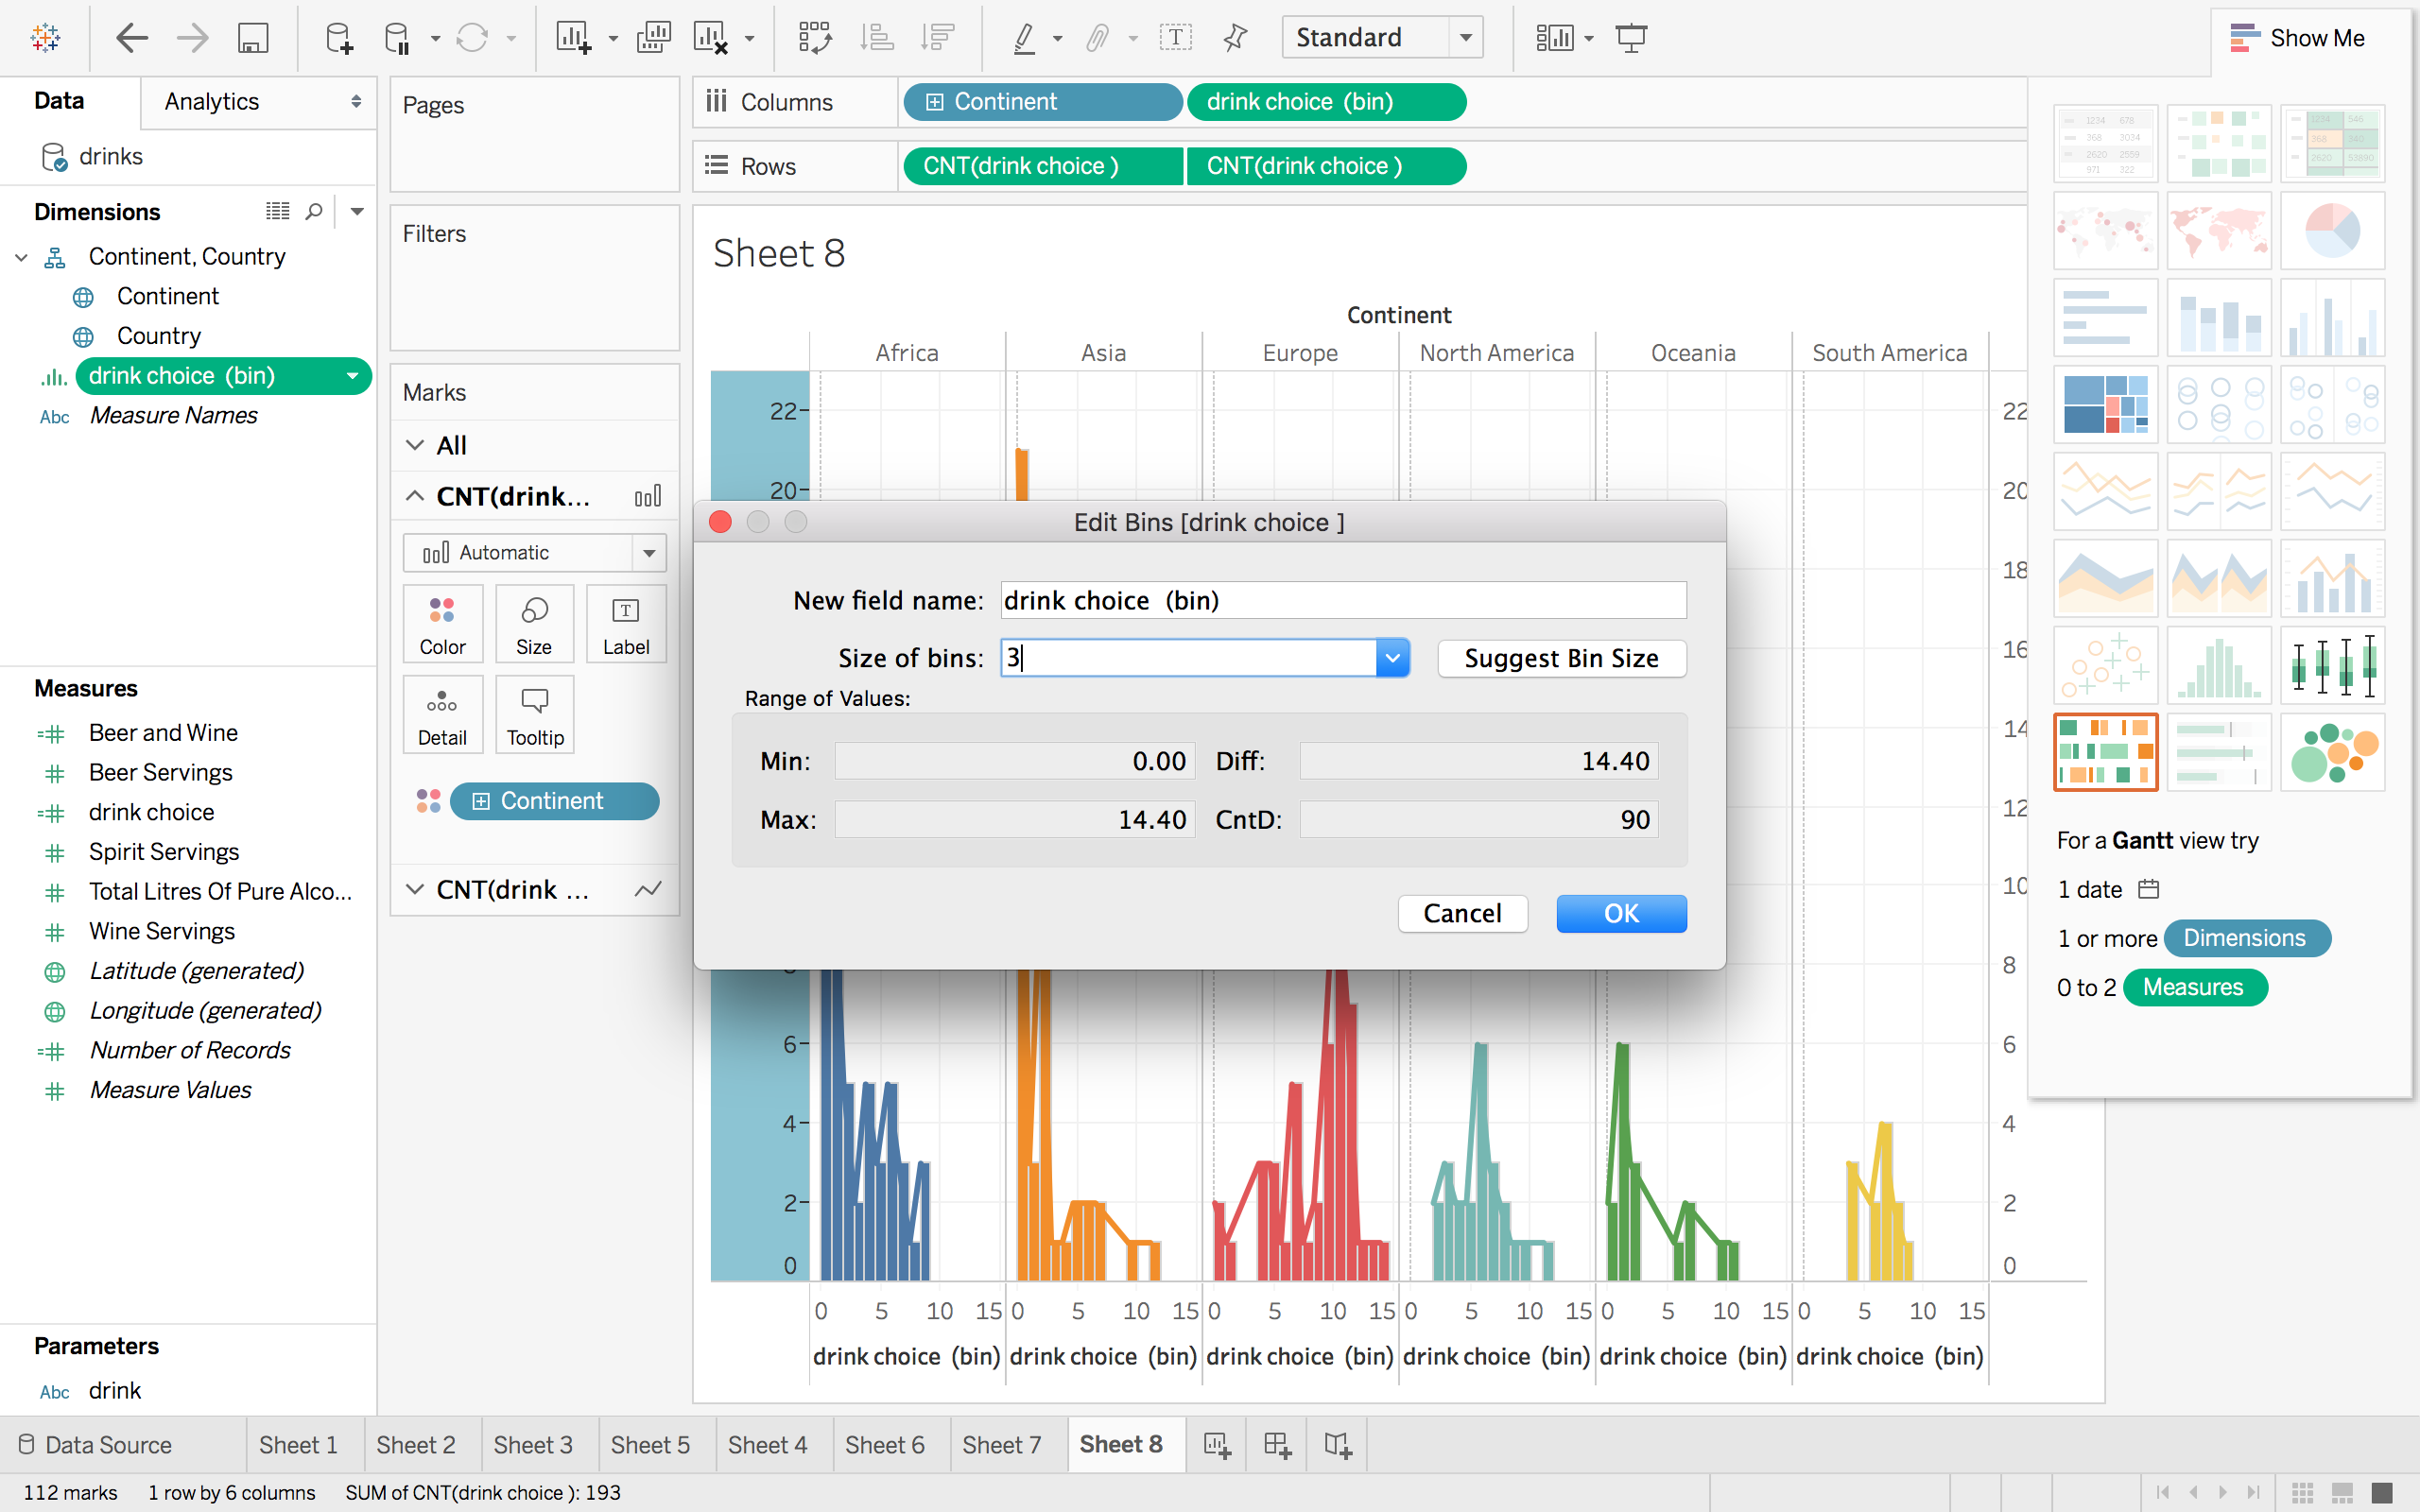 Standard
Show Me
Data
Analytics
drinks
Dimensions
Continent, Country
Continent
Country
drink choice (bin)
Abc Measure Names
Measures
Beer and Wine
Beer Servings
drink choice
Spirit Servings
Total Litres Of Pure Alco...
Wine Servings
Latitude (generated)
Longitude (generated)
Number of Records
Measure Values
Parameters
Abc drink
Pages
Filters
Marks
All
CNT(drink...
Automatic
Color Size Label
Detail Tooltip
Continent
CNT(drink ...
Columns Continent drink choice (bin)
Rows CNT(drink choice ) CNT(drink choice )
Sheet 8
Continent
Africa Asia Europe North America Oceania South America
22 22
20 20
18
16
14
12
10
8
6 6
4 4
2 2
0 0
0 5 10 15 0 5 10 15 0 5 10 15 0 5 10 15 0 5 10 15 0 5 10 15
drink choice (bin) drink choice (bin) drink choice (bin) drink choice (bin) drink choice (bin) drink choice (bin)
Edit Bins [drink choice ]
New field name: drink choice (bin)
Size of bins: 3 Suggest Bin Size
Range of Values:
Min: 0.00 Diff: 14.40
Max: 14.40 CntD: 90
Cancel OK
For a Gantt view try
1 date
1 or more Dimensions
0 to 2 Measures
Data Source Sheet 1 Sheet 2 Sheet 3 Sheet 5 Sheet 4 Sheet 6 Sheet 7 Sheet 8
112 marks 1 row by 6 columns SUM of CNT(drink choice ): 193